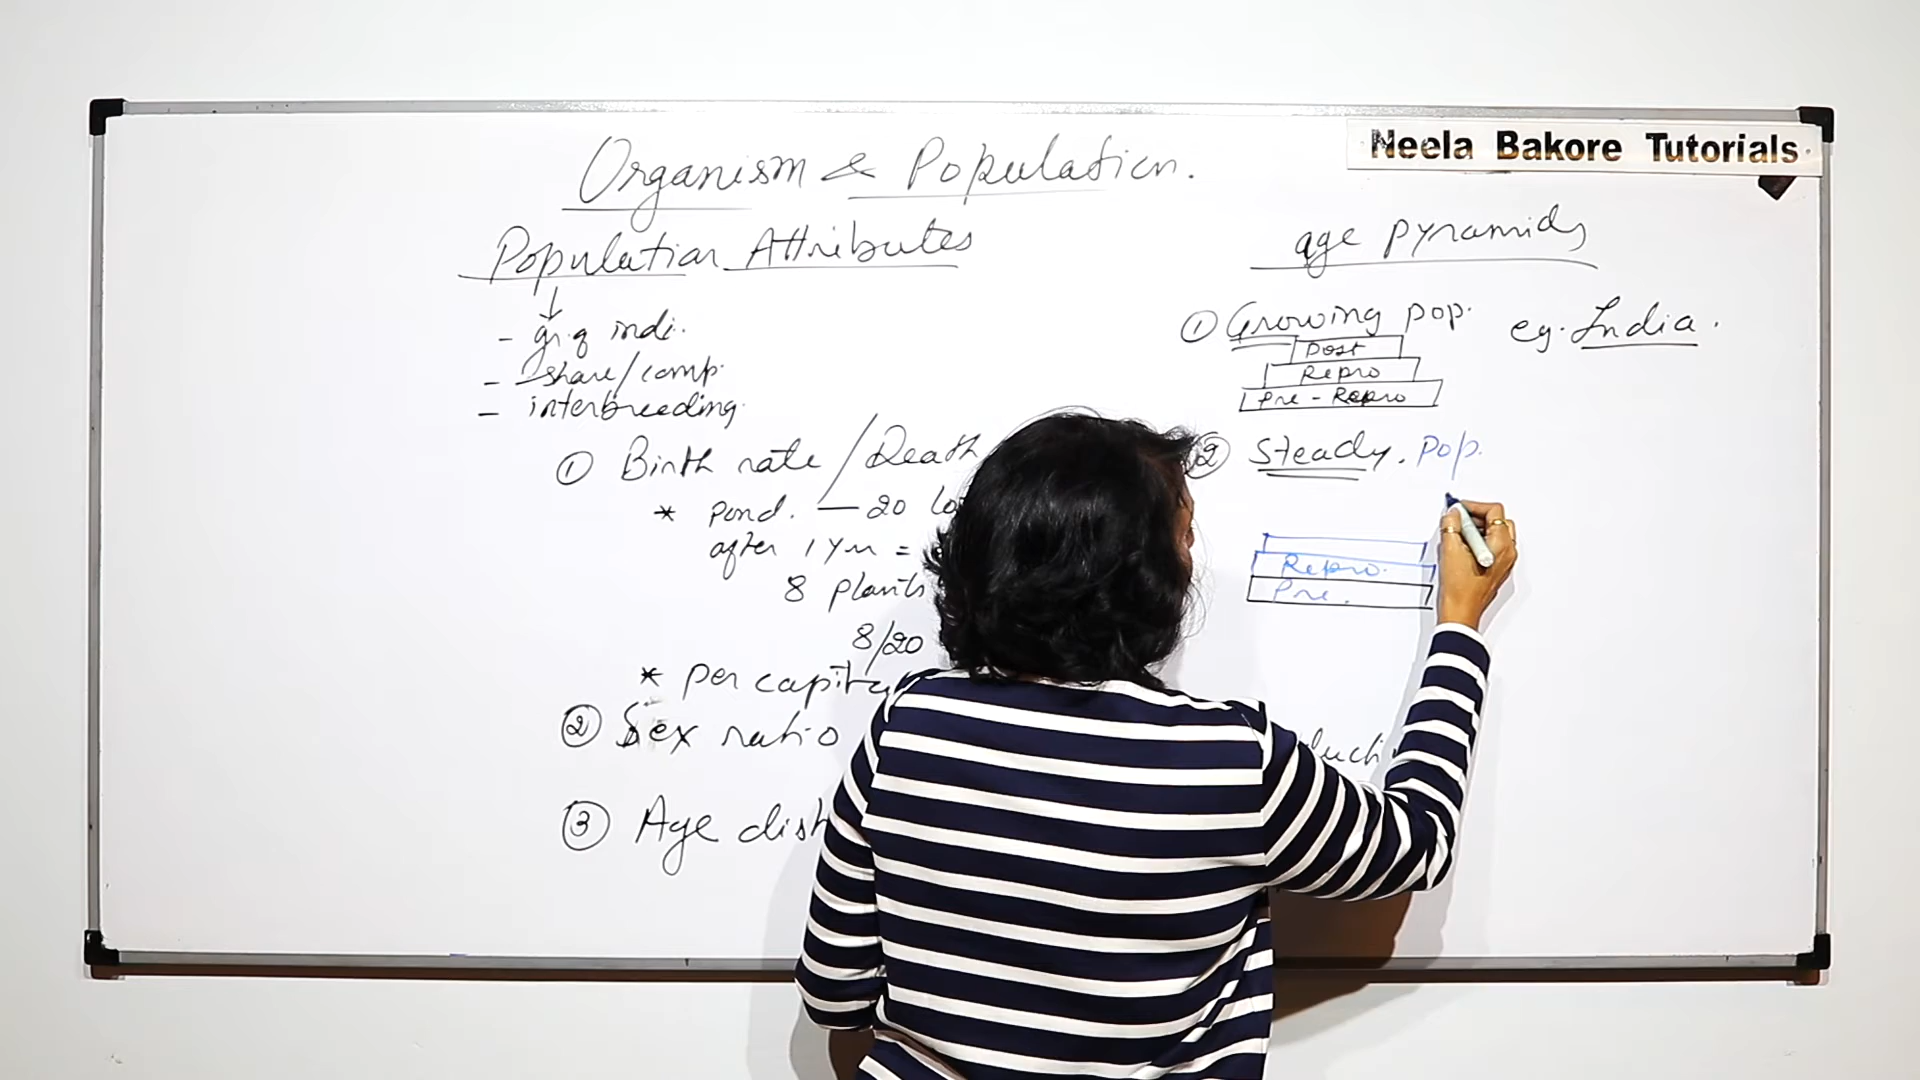 Neela Bakore Tutorials
Organism & Population.
Population Attributes
- gr. of indi.
- share/comp.
- interbreeding.
① Birth rate / Death
* pond. — 20
after 1 yr =
8 plants
8/20
* per capita
② Sex ratio
③ Age dist
age pyramids
① Growing pop. eg. India.
Post
Repro
Pre - Repro
② Steady. pop.
Repro.
Pre.